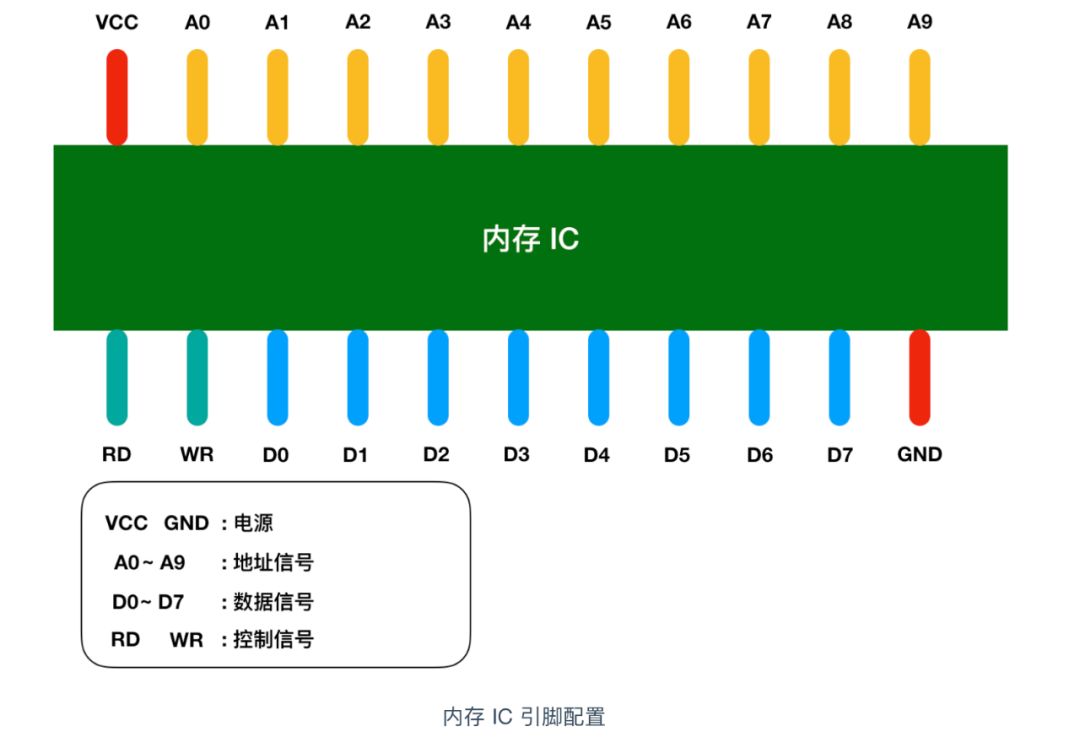 VCC A0 A1 A2 A3 A4 A5 A6 A7 A8 A9
内存 IC
RD WR D0 D1 D2 D3 D4 D5 D6 D7 GND
VCC GND : 电源
A0~ A9 : 地址信号
D0~ D7 : 数据信号
RD WR : 控制信号
内存 IC 引脚配置